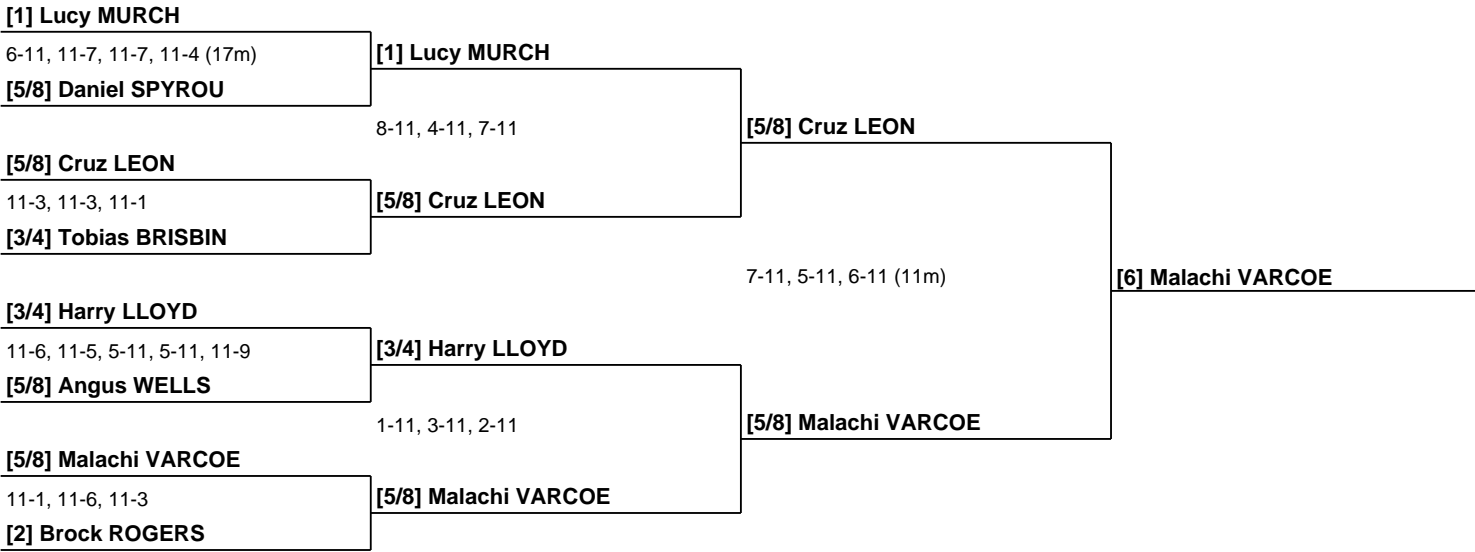 [1] Lucy MURCH
6-11, 11-7, 11-7, 11-4 (17m)
[1] Lucy MURCH
[5/8] Daniel SPYROU
8-11, 4-11, 7-11
[5/8] Cruz LEON
[5/8] Cruz LEON
11-3, 11-3, 11-1
[5/8] Cruz LEON
[3/4] Tobias BRISBIN
7-11, 5-11, 6-11 (11m)
[6] Malachi VARCOE
[3/4] Harry LLOYD
11-6, 11-5, 5-11, 5-11, 11-9
[3/4] Harry LLOYD
[5/8] Angus WELLS
1-11, 3-11, 2-11
[5/8] Malachi VARCOE
[5/8] Malachi VARCOE
11-1, 11-6, 11-3
[5/8] Malachi VARCOE
[2] Brock ROGERS